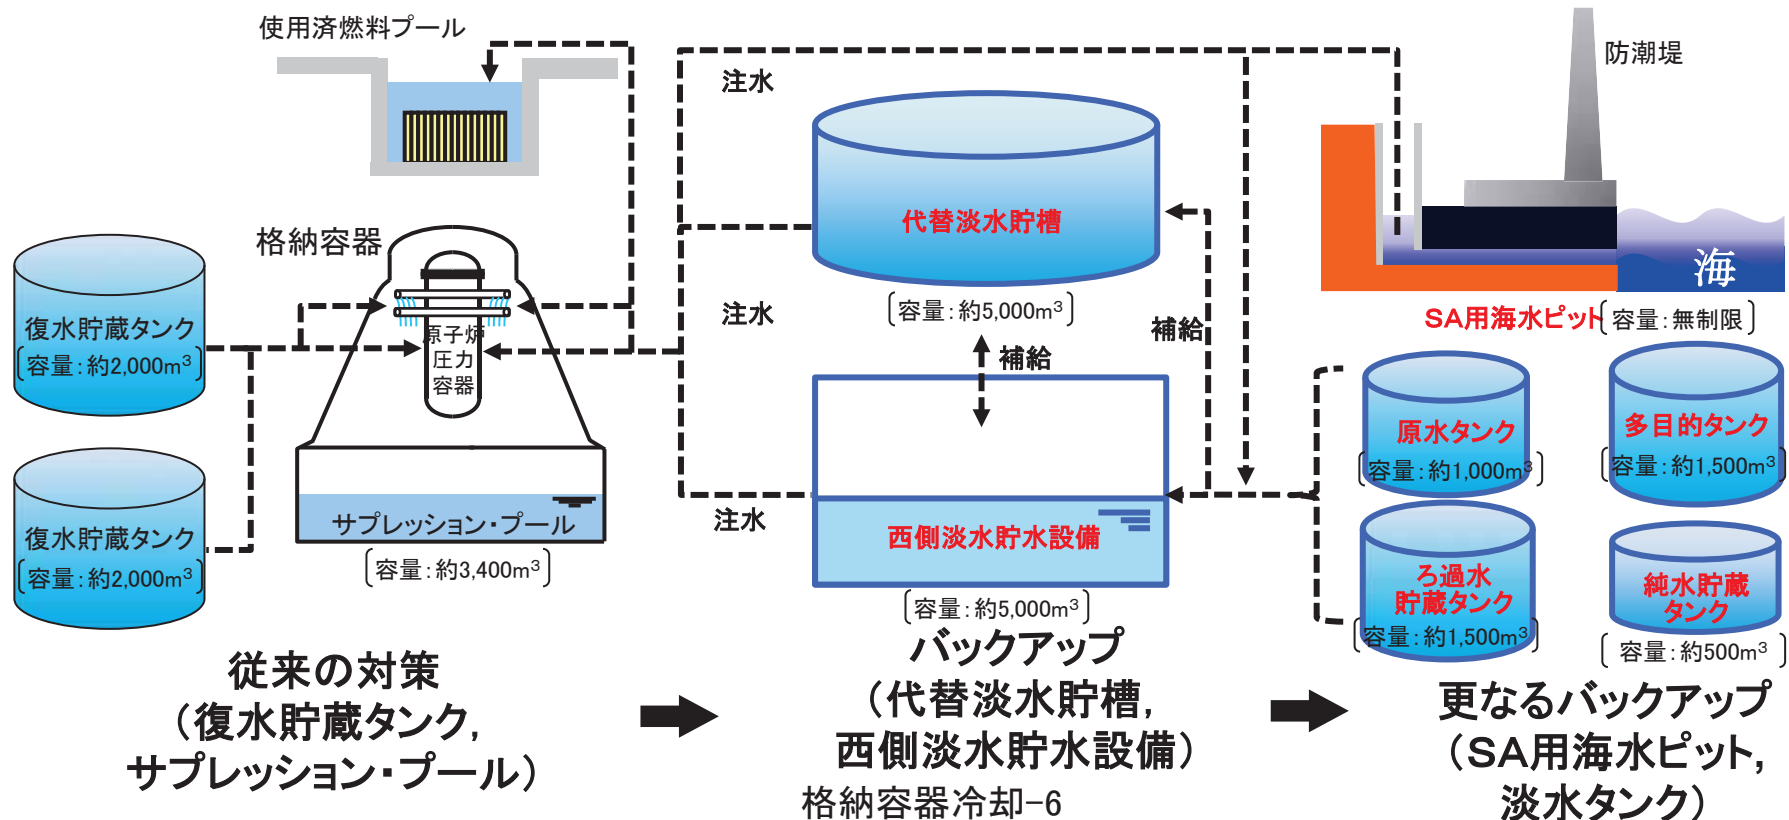 使用済燃料プール
注水
防潮堤
格納容器
代替淡水貯槽
海
復水貯蔵タンク
容量：約2,000m³
原子炉
圧力
容器
注水
容量：約5,000m³
補給
補給
SA用海水ピット
容量：無制限
原水タンク
容量：約1,000m³
多目的タンク
容量：約1,500m³
復水貯蔵タンク
容量：約2,000m³
サプレッション・プール
容量：約3,400m³
注水
西側淡水貯水設備
容量：約5,000m³
ろ過水
貯蔵タンク
容量：約1,500m³
純水貯蔵
タンク
容量：約500m³
従来の対策
（復水貯蔵タンク，
サプレッション・プール）
バックアップ
（代替淡水貯槽，
西側淡水貯水設備）
更なるバックアップ
（SA用海水ピット，
淡水タンク）
格納容器冷却-6